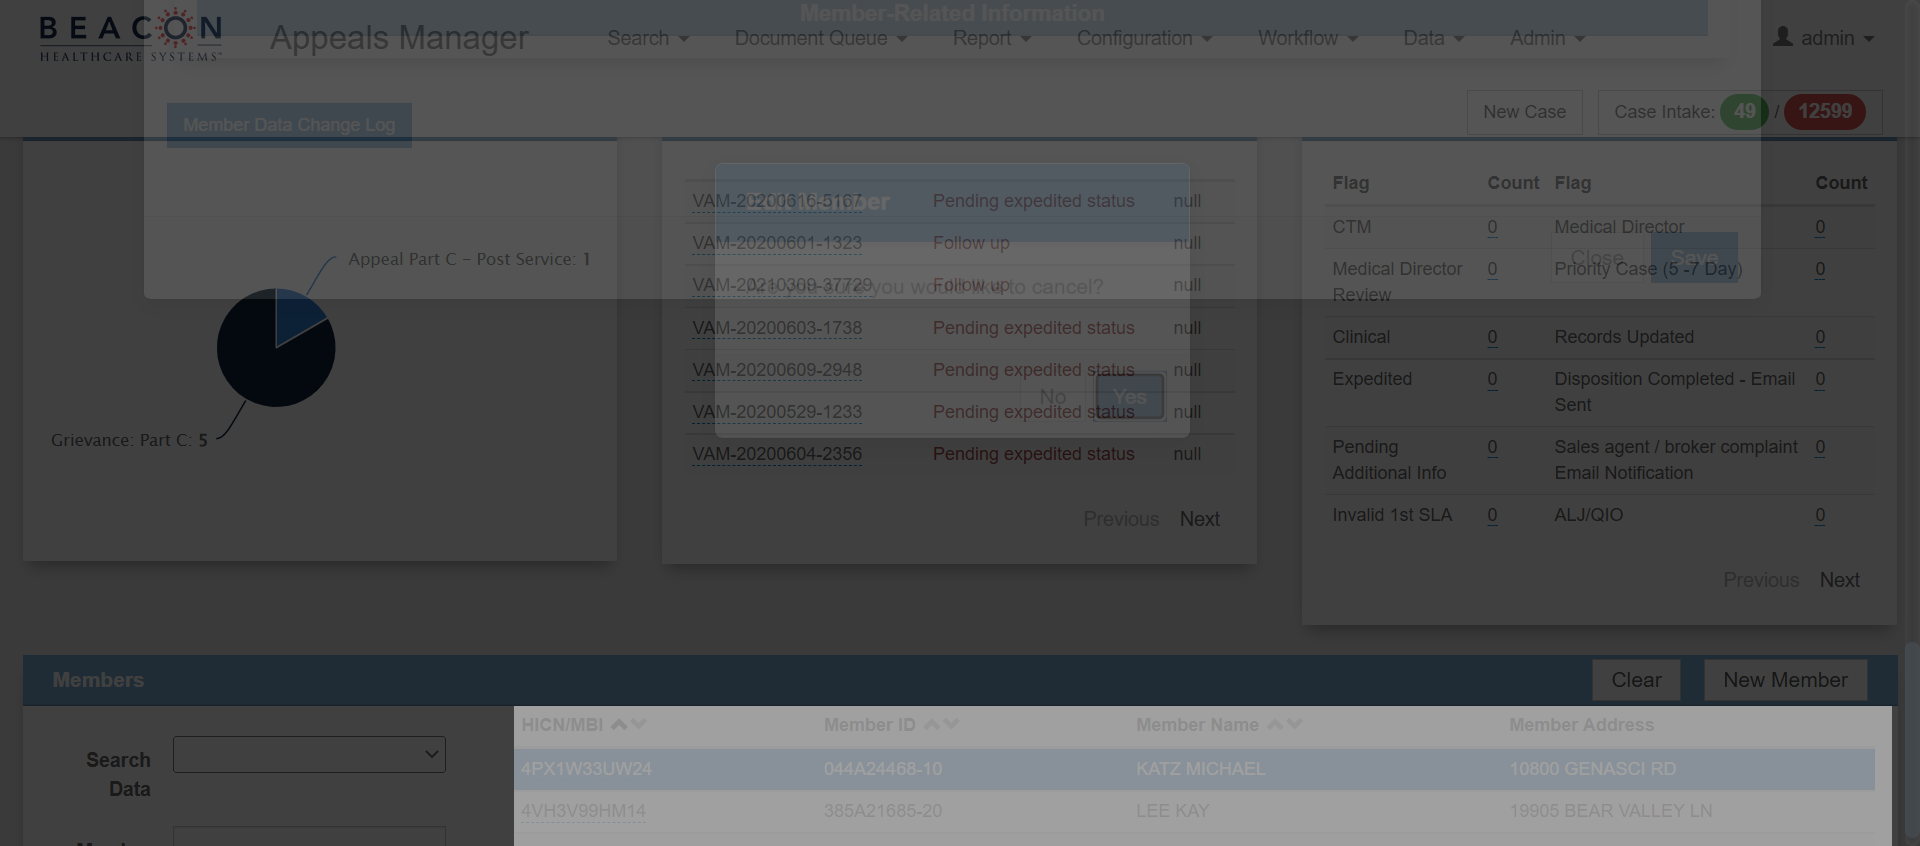 BEACON
HEALTHCARE SYSTEMS
Appeals Manager
Member-Related Information
Search
Document Queue
Report
Configuration
Workflow
Data
Admin
admin
Member Data Change Log
New Case
Case Intake: 49 / 12599
Appeal Part C - Post Service: 1
Grievance: Part C: 5
Edit Member
Are you sure you would like to cancel?
No
Yes
VAM-20200616-5167 Pending expedited status null
VAM-20200601-1323 Follow up null
VAM-20210309-37729 Follow up null
VAM-20200603-1738 Pending expedited status null
VAM-20200609-2948 Pending expedited status null
VAM-20200529-1233 Pending expedited status null
VAM-20200604-2356 Pending expedited status null
Previous Next
Flag Count Flag Count
CTM 0 Medical Director 0
Close
Save
Medical Director Review 0 Priority Case (5 -7 Day) 0
Clinical 0 Records Updated 0
Expedited 0 Disposition Completed - Email Sent 0
Pending Additional Info 0 Sales agent / broker complaint Email Notification 0
Invalid 1st SLA 0 ALJ/QIO 0
Previous Next
Members
Clear
New Member
Search Data
HICN/MBI Member ID Member Name Member Address
4PX1W33UW24 044A24468-10 KATZ MICHAEL 10800 GENASCI RD
4VH3V99HM14 385A21685-20 LEE KAY 19905 BEAR VALLEY LN